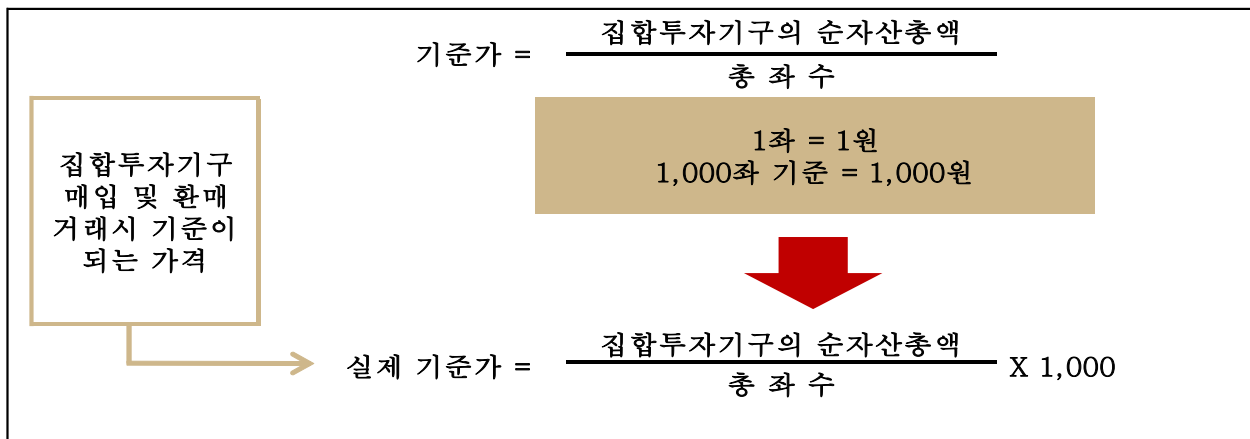 집합투자기구의 순자산총액
기준가 =
총 좌 수
1좌 = 1원
1,000좌 기준 = 1,000원
집합투자기구
매입 및 환매
거래시 기준이
되는 가격
집합투자기구의 순자산총액
실제 기준가 =
X 1,000
총 좌 수